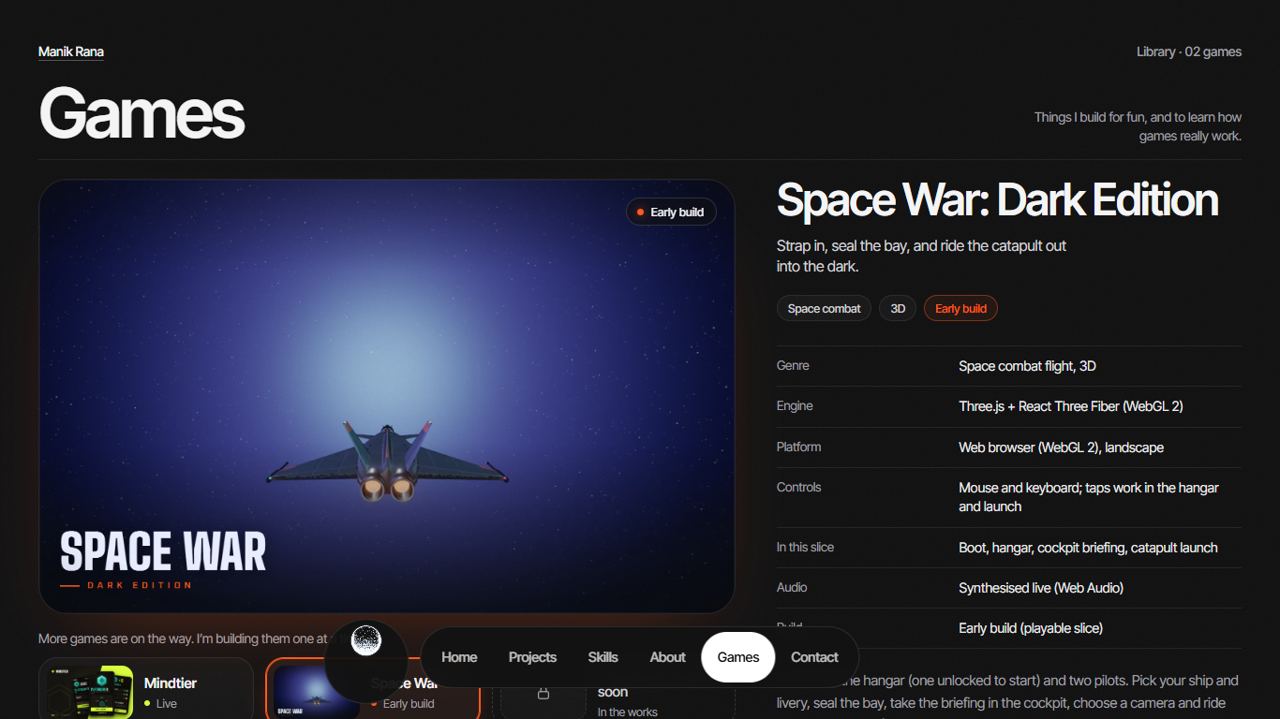 Manik Rana
Library · 02 games
Games
Things I build for fun, and to learn how
games really work.
Early build
SPACE WAR
DARK EDITION
Space War: Dark Edition
Strap in, seal the bay, and ride the catapult out
into the dark.
Space combat
3D
Early build
Genre
Space combat flight, 3D
Engine
Three.js + React Three Fiber (WebGL 2)
Platform
Web browser (WebGL 2), landscape
Controls
Mouse and keyboard; taps work in the hangar
and launch
In this slice
Boot, hangar, cockpit briefing, catapult launch
Audio
Synthesised live (Web Audio)
Build
Early build (playable slice)
More games are on the way. I'm building them one at
Mindtier
Live
Space War
Early build
soon
In the works
Home
Projects
Skills
About
Games
Contact
hangar (one unlocked to start) and two pilots. Pick your ship and
livery, seal the bay, take the briefing in the cockpit, choose a camera and ride